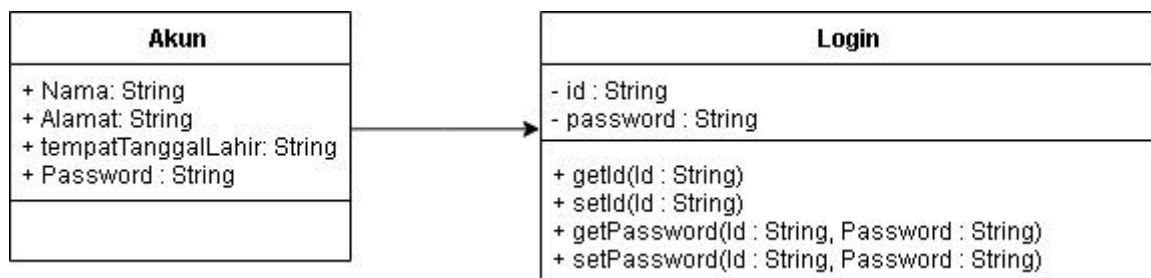 Akun
+ Nama: String
+ Alamat: String
+ tempatTanggalLahir: String
+ Password : String
Login
- id : String
- password : String
+ getId(Id : String)
+ setId(Id : String)
+ getPassword(Id : String, Password : String)
+ setPassword(Id : String, Password : String)